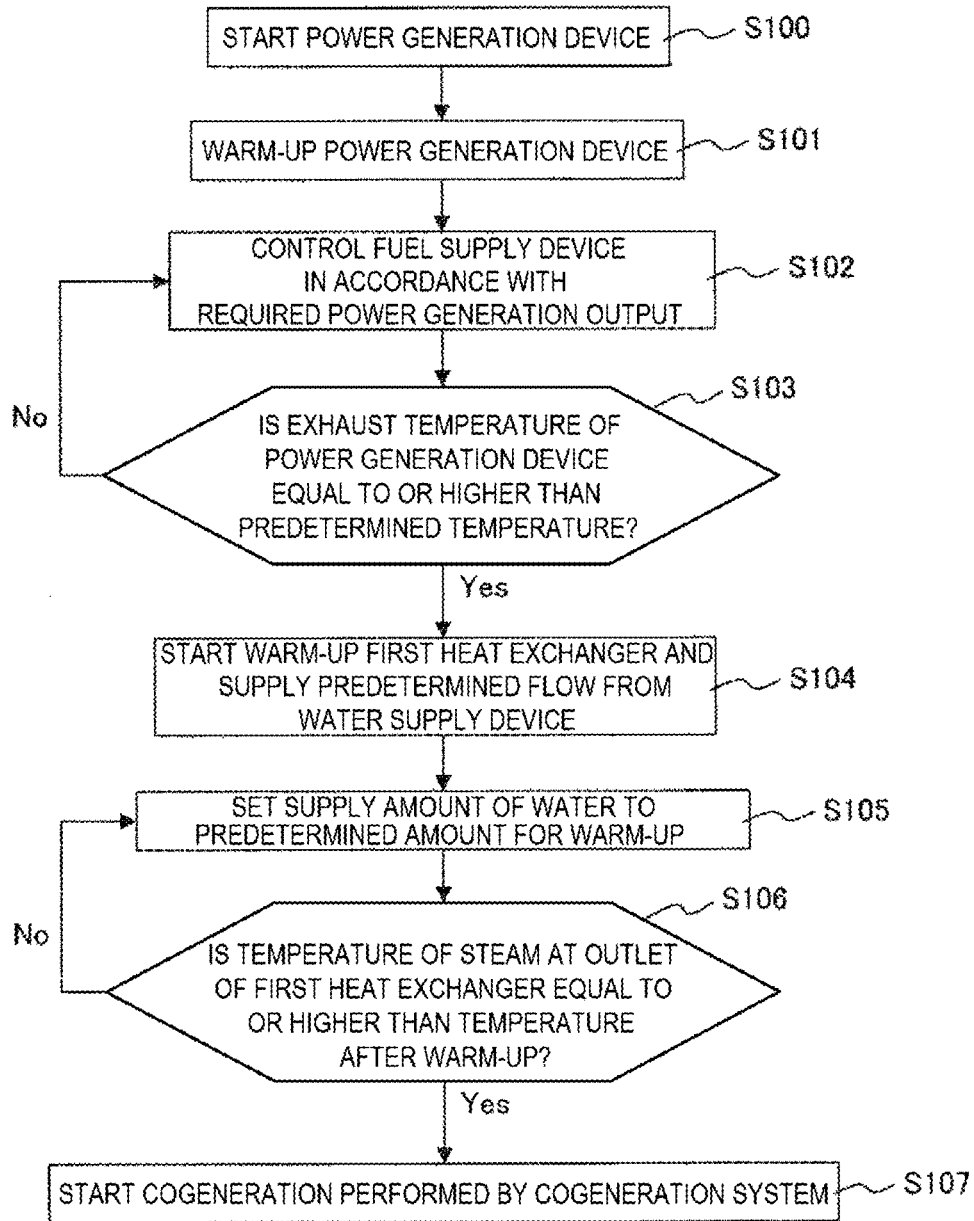 START POWER GENERATION DEVICE
S100
WARM-UP POWER GENERATION DEVICE
S101
CONTROL FUEL SUPPLY DEVICE
IN ACCORDANCE WITH
REQUIRED POWER GENERATION OUTPUT
S102
S103
No
IS EXHAUST TEMPERATURE OF
POWER GENERATION DEVICE
EQUAL TO OR HIGHER THAN
PREDETERMINED TEMPERATURE?
Yes
START WARM-UP FIRST HEAT EXCHANGER AND
SUPPLY PREDETERMINED FLOW FROM
WATER SUPPLY DEVICE
S104
SET SUPPLY AMOUNT OF WATER TO
PREDETERMINED AMOUNT FOR WARM-UP
S105
S106
No
IS TEMPERATURE OF STEAM AT OUTLET
OF FIRST HEAT EXCHANGER EQUAL TO
OR HIGHER THAN TEMPERATURE
AFTER WARM-UP?
Yes
START COGENERATION PERFORMED BY COGENERATION SYSTEM
S107